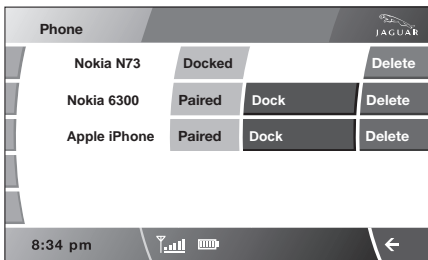 Phone
JAGUAR
Nokia N73 Docked Delete
Nokia 6300 Paired Dock Delete
Apple iPhone Paired Dock Delete
8:34 pm